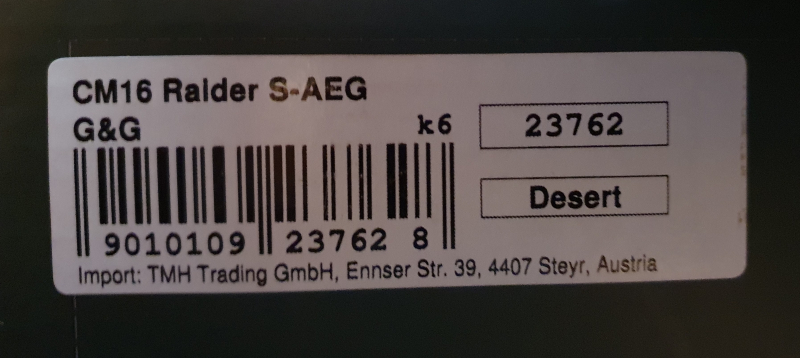 CM16 Raider S-AEG
G&G
k6
23762
Desert
9010109 23762 8
Import: TMH Trading GmbH, Ennser Str. 39, 4407 Steyr, Austria